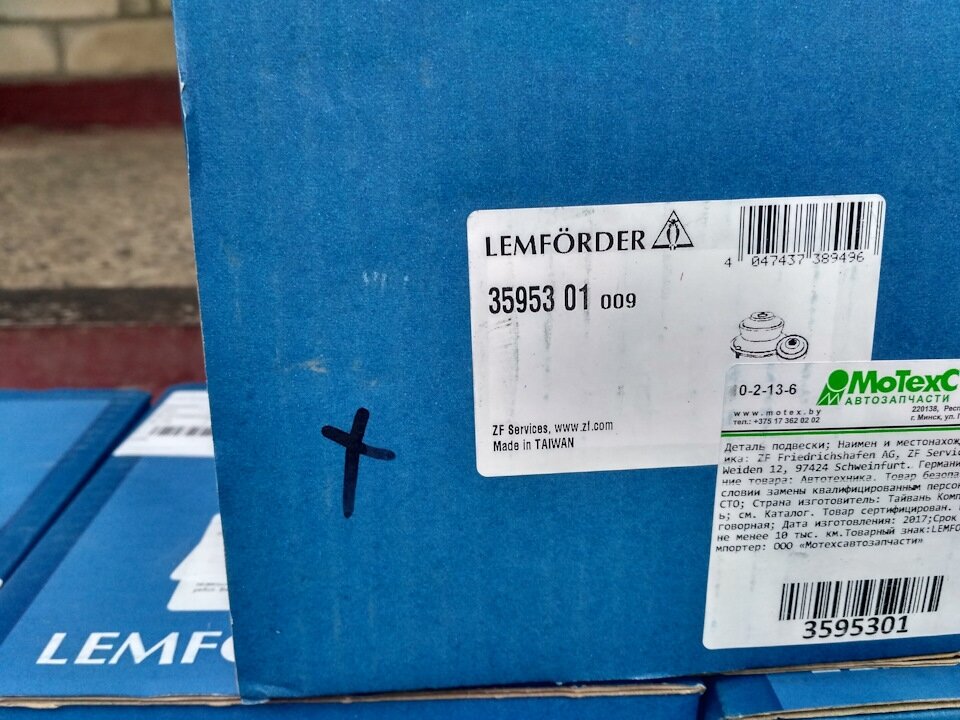 LEMFÖRDER
4 047437 389496
35953 01 009
ZF Services, www.zf.com
Made in TAIWAN
0-2-13-6
MoTexC
АВТОЗАПЧАСТИ
220138, Респ
г. Минск, ул.
www.motex.by
тел.: +375 17 362 02 02
Деталь подвески; Наимен и местонахож
ика: ZF Friedrichshafen AG, ZF Servic
Weiden 12, 97424 Schweinfurt. Германи
ние товара: Автотехника. Товар безопа
словии замены квалифицированным персон
СТО; Страна изготовитель: Тайвань Комп
ь; см. Каталог. Товар сертифицирован.
говорная; Дата изготовления: 2017;Срок
не менее 10 тыс. км.Товарный знак:LEMFO
мпортер: ООО «Мотехсавтозапчасти»
3595301
LEMFÖ